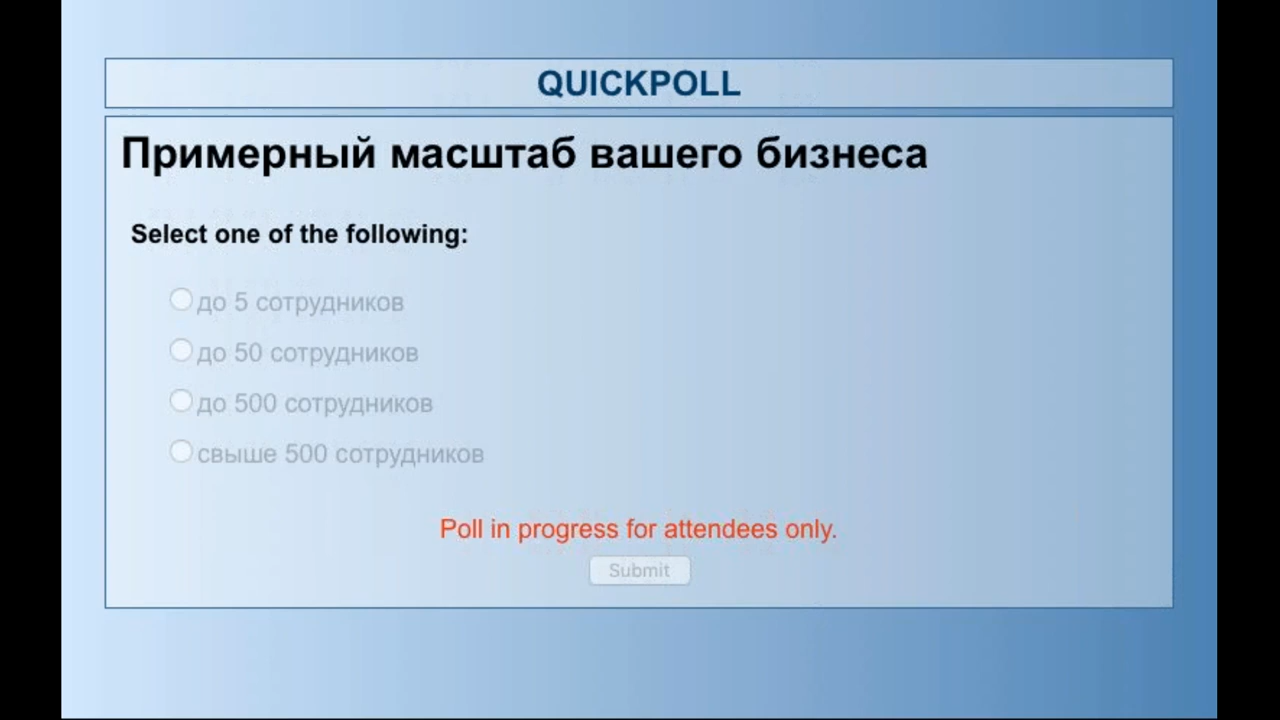 QUICKPOLL
Примерный масштаб вашего бизнеса
Select one of the following:
до 5 сотрудников
до 50 сотрудников
до 500 сотрудников
свыше 500 сотрудников
Poll in progress for attendees only.
Submit